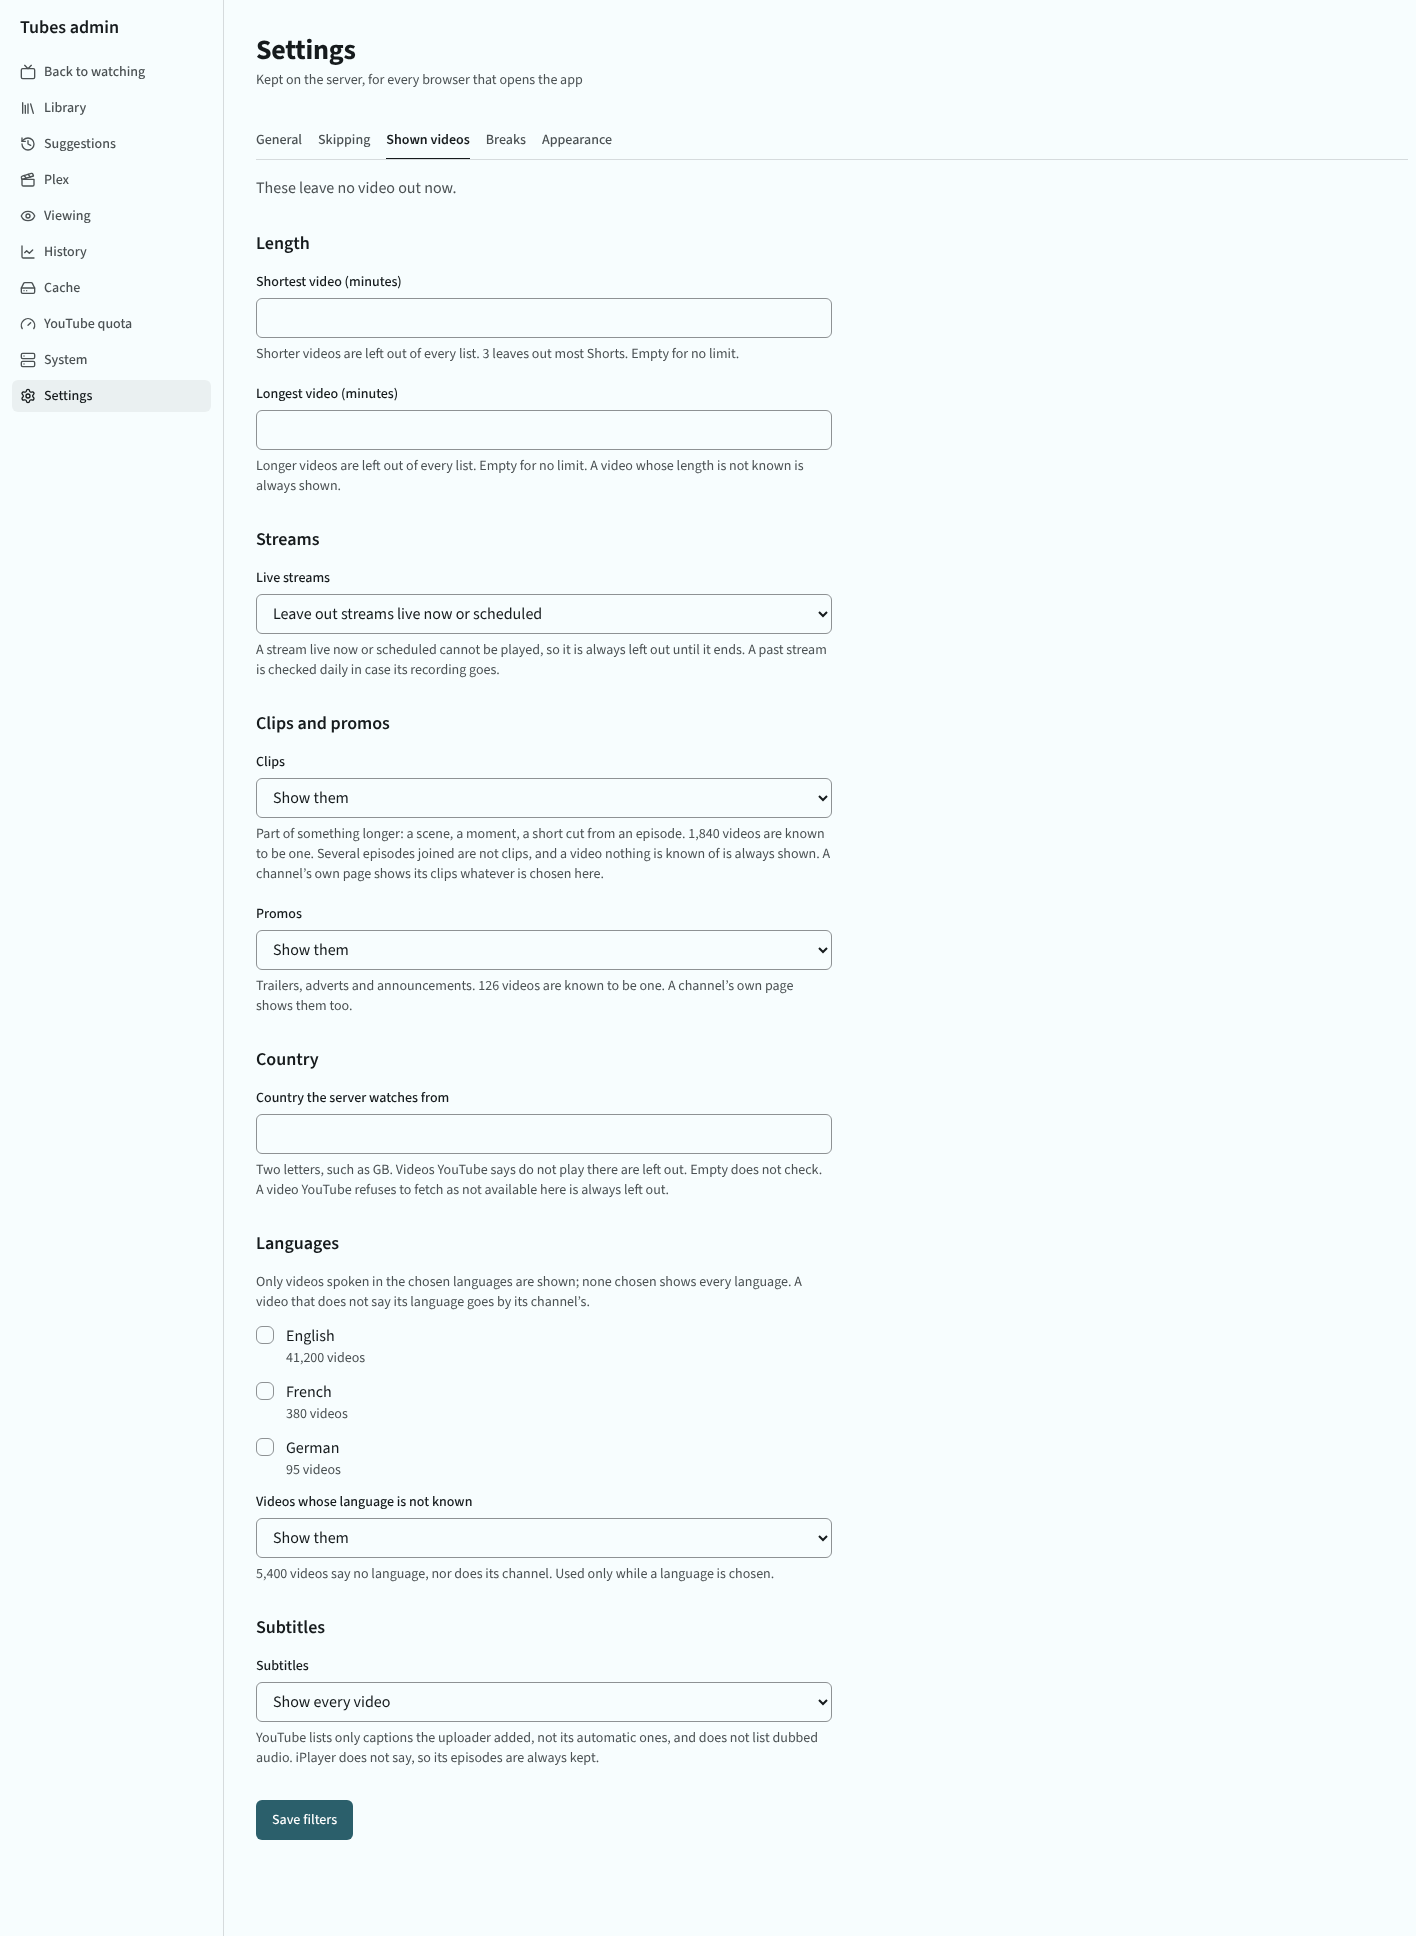 Tubes admin
Back to watching
Library
Suggestions
Plex
Viewing
History
Cache
YouTube quota
System
Settings
Settings
Kept on the server, for every browser that opens the app
General Skipping Shown videos Breaks Appearance
These leave no video out now.
Length
Shortest video (minutes)
Shorter videos are left out of every list. 3 leaves out most Shorts. Empty for no limit.
Longest video (minutes)
Longer videos are left out of every list. Empty for no limit. A video whose length is not known is
always shown.
Streams
Live streams
Leave out streams live now or scheduled
A stream live now or scheduled cannot be played, so it is always left out until it ends. A past stream
is checked daily in case its recording goes.
Clips and promos
Clips
Show them
Part of something longer: a scene, a moment, a short cut from an episode. 1,840 videos are known
to be one. Several episodes joined are not clips, and a video nothing is known of is always shown. A
channel’s own page shows its clips whatever is chosen here.
Promos
Show them
Trailers, adverts and announcements. 126 videos are known to be one. A channel’s own page
shows them too.
Country
Country the server watches from
Two letters, such as GB. Videos YouTube says do not play there are left out. Empty does not check.
A video YouTube refuses to fetch as not available here is always left out.
Languages
Only videos spoken in the chosen languages are shown; none chosen shows every language. A
video that does not say its language goes by its channel’s.
English
41,200 videos
French
380 videos
German
95 videos
Videos whose language is not known
Show them
5,400 videos say no language, nor does its channel. Used only while a language is chosen.
Subtitles
Subtitles
Show every video
YouTube lists only captions the uploader added, not its automatic ones, and does not list dubbed
audio. iPlayer does not say, so its episodes are always kept.
Save filters